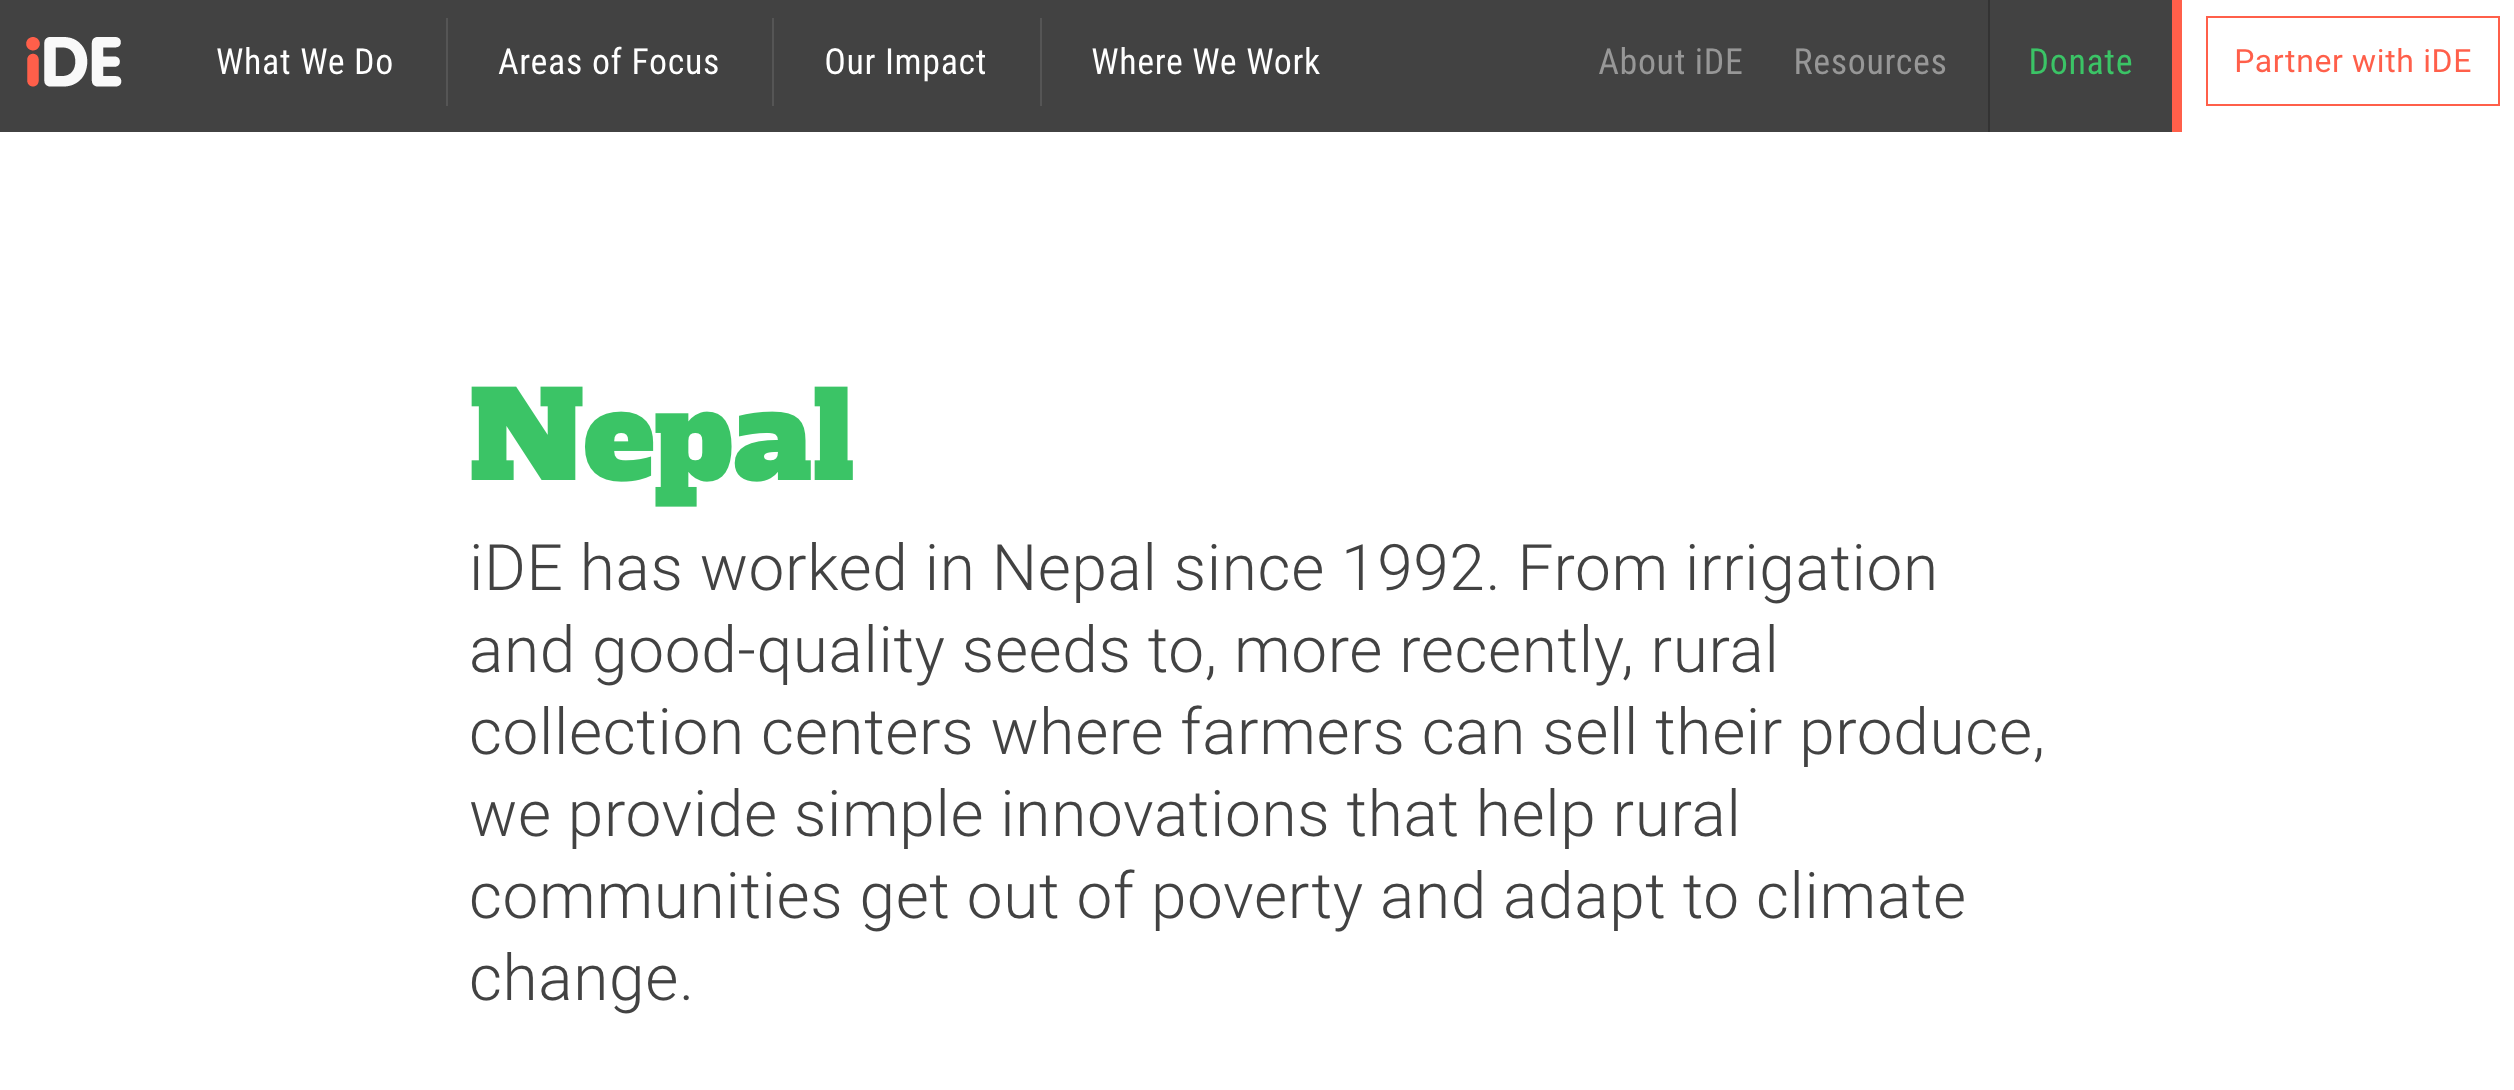 iDE
What We Do
Areas of Focus
Our Impact
Where We Work
About iDE
Resources
Donate
Partner with iDE
Nepal
iDE has worked in Nepal since 1992. From irrigation
and good-quality seeds to, more recently, rural
collection centers where farmers can sell their produce,
we provide simple innovations that help rural
communities get out of poverty and adapt to climate
change.